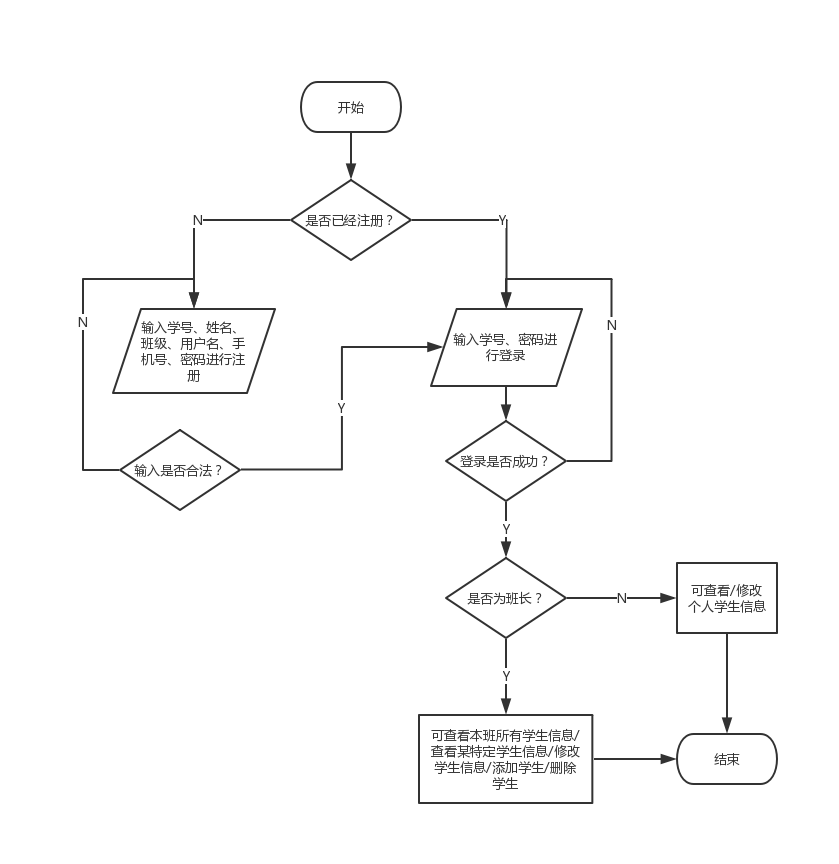 开始
是否已经注册？
N
Y
输入学号、姓名、
班级、用户名、手
机号、密码进行注
册
N
输入学号、密码进
行登录
N
Y
输入是否合法？
登录是否成功？
Y
是否为班长？
N
可查看/修改
个人学生信息
Y
可查看本班所有学生信息/
查看某特定学生信息/修改
学生信息/添加学生/删除
学生
结束